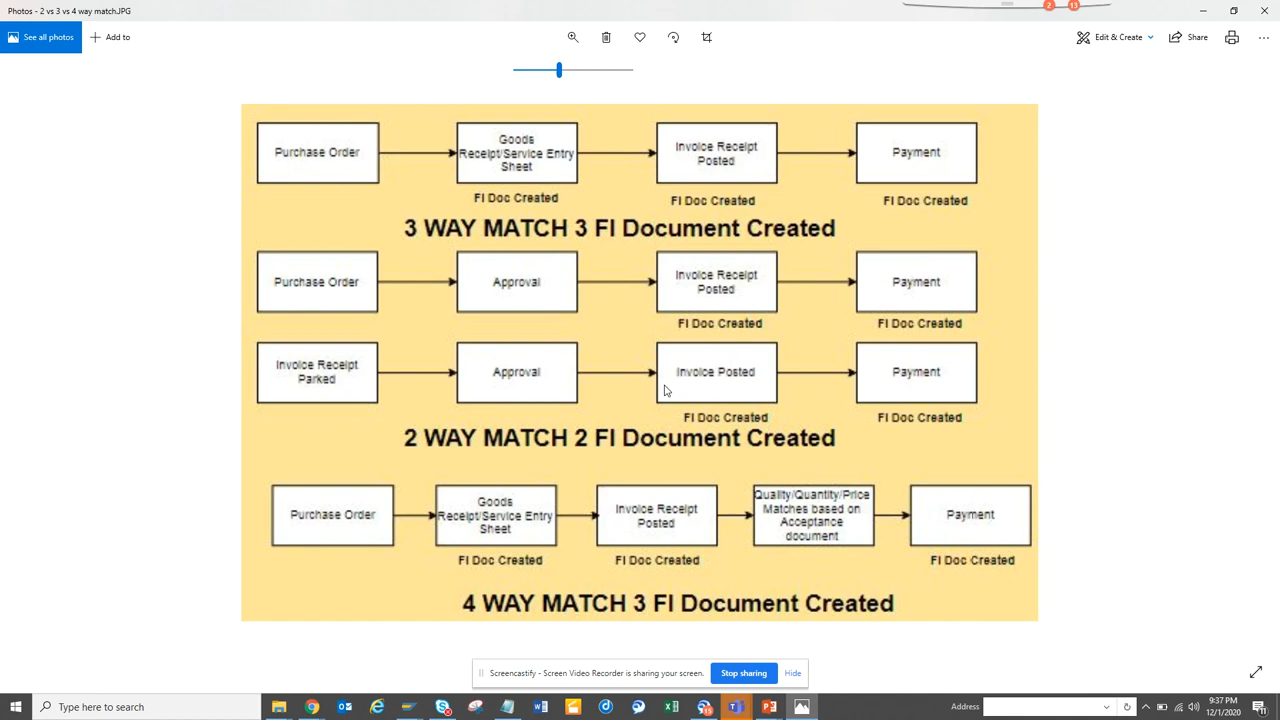 Photos - 2 vs 3 vs 4 way match.JPG
2
13
See all photos
Add to
Edit & Create
Share
Purchase Order
Goods
Receipt/Service Entry
Sheet
Invoice Receipt
Posted
Payment
FI Doc Created
FI Doc Created
FI Doc Created
3 WAY MATCH 3 FI Document Created
Purchase Order
Approval
Invoice Receipt
Posted
Payment
FI Doc Created
FI Doc Created
Invoice Receipt
Parked
Approval
Invoice Posted
Payment
FI Doc Created
FI Doc Created
2 WAY MATCH 2 FI Document Created
Purchase Order
Goods
Receipt/Service Entry
Sheet
Invoice Receipt
Posted
Quality/Quantity/Price
Matches based on
Acceptance
document
Payment
FI Doc Created
FI Doc Created
FI Doc Created
4 WAY MATCH 3 FI Document Created
Screencastify - Screen Video Recorder is sharing your screen.
Stop sharing
Hide
Type here to search
Address
9:37 PM
12/1/2020